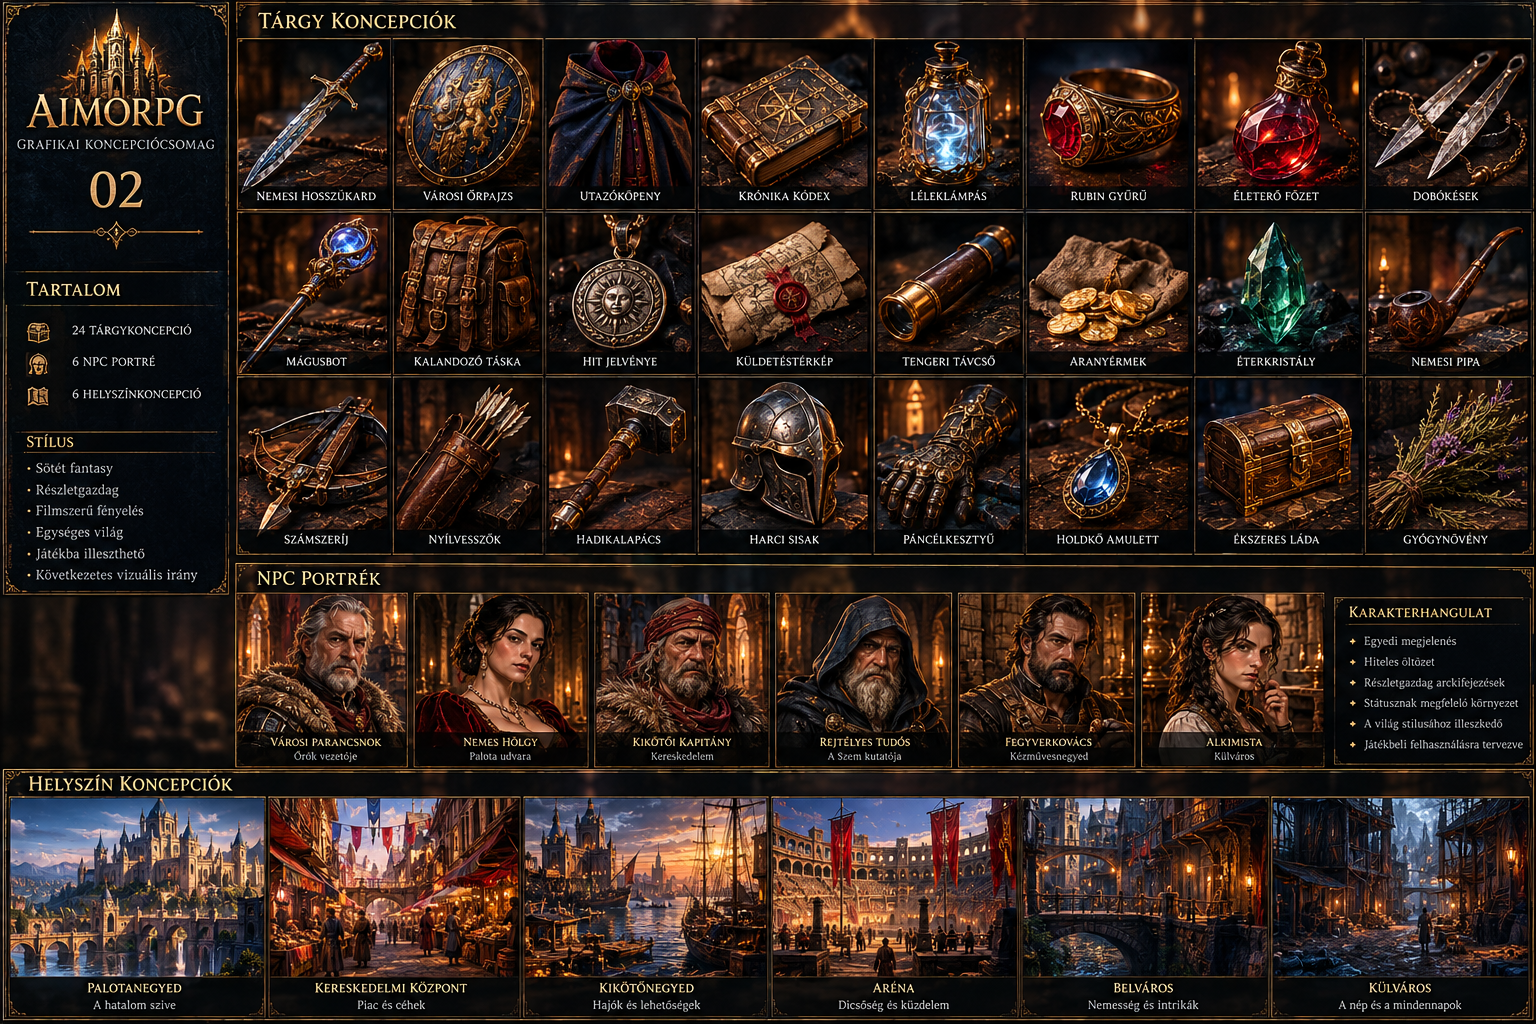 AIMORPG
GRAFIKAI KONCEPCIÓCSOMAG
02
TARTALOM
24 TÁRGYKONCEPCIÓ
6 NPC PORTRÉ
6 HELYSZÍNKONCEPCIÓ
STÍLUS
• Sötét fantasy
• Részletgazdag
• Filmszerű fényelés
• Egységes világ
• Játékba illeszthető
• Következetes vizuális irány
TÁRGY KONCEPCIÓK
NEMESI HOSSZÚKARD
VÁROSI ŐRPAJZS
UTAZÓKÖPENY
KRÓNIKA KÓDEX
LÉLEKLÁMPÁS
RUBIN GYŰRŰ
ÉLETERŐ FŐZET
DOBÓKÉSEK
MÁGUSBOT
KALANDOZÓ TÁSKA
HIT JELVÉNYE
KÜLDETÉSTÉRKÉP
TENGERI TÁVCSŐ
ARANYÉRMEK
ÉTERKRISTÁLY
NEMESI PIPA
SZÁMSZERÍJ
NYÍLVESSZŐK
HADIKALAPÁCS
HARCI SISAK
PÁNCÉLKESZTYŰ
HOLDKŐ AMULETT
ÉKSZERES LÁDA
GYÓGYNÖVÉNY
NPC PORTRÉK
VÁROSI PARANCSNOK
Őrök vezetője
NEMES HÖLGY
Palota udvara
KIKÖTŐI KAPITÁNY
Kereskedelem
REJTÉLYES TUDÓS
A Szem kutatója
FEGYVERKOVÁCS
Kézművesnegyed
ALKIMISTA
Külváros
KARAKTERHANGULAT
Egyedi megjelenés
Hiteles öltözet
Részletgazdag arckifejezések
Státusznak megfelelő környezet
A világ stílusához illeszkedő
Játékbeli felhasználásra tervezve
HELYSZÍN KONCEPCIÓK
PALOTANEGYED
A hatalom szíve
KERESKEDELMI KÖZPONT
Piac és céhek
KIKÖTŐNEGYED
Hajók és lehetőségek
ARÉNA
Dicsőség és küzdelem
BELVÁROS
Nemesség és intrikák
KÜLVÁROS
A nép és a mindennapok